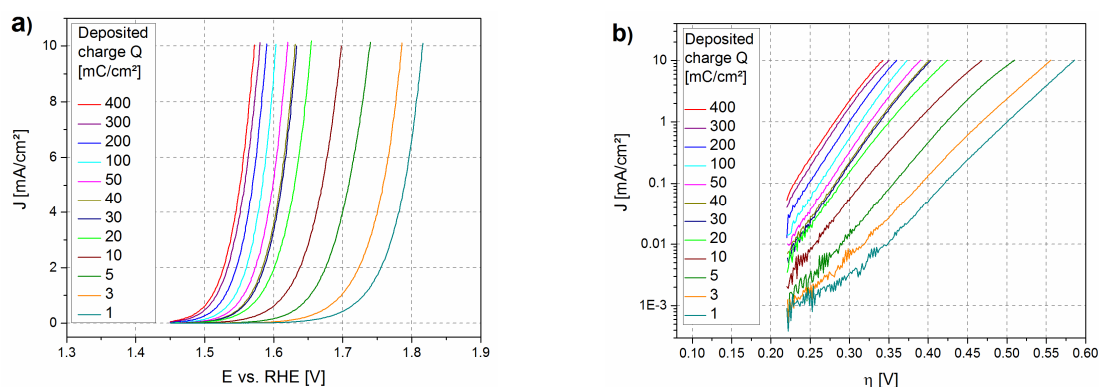 a)
Deposited
charge Q
[mC/cm²]
400
300
200
100
50
40
30
20
10
5
3
1
10
8
6
4
2
0
J [mA/cm²]
1.3 1.4 1.5 1.6 1.7 1.8 1.9
E vs. RHE [V]
b)
Deposited
charge Q
[mC/cm²]
400
300
200
100
50
40
30
20
10
5
3
1
10
1
0.1
0.01
1E-3
J [mA/cm²]
0.10 0.15 0.20 0.25 0.30 0.35 0.40 0.45 0.50 0.55 0.60
η [V]